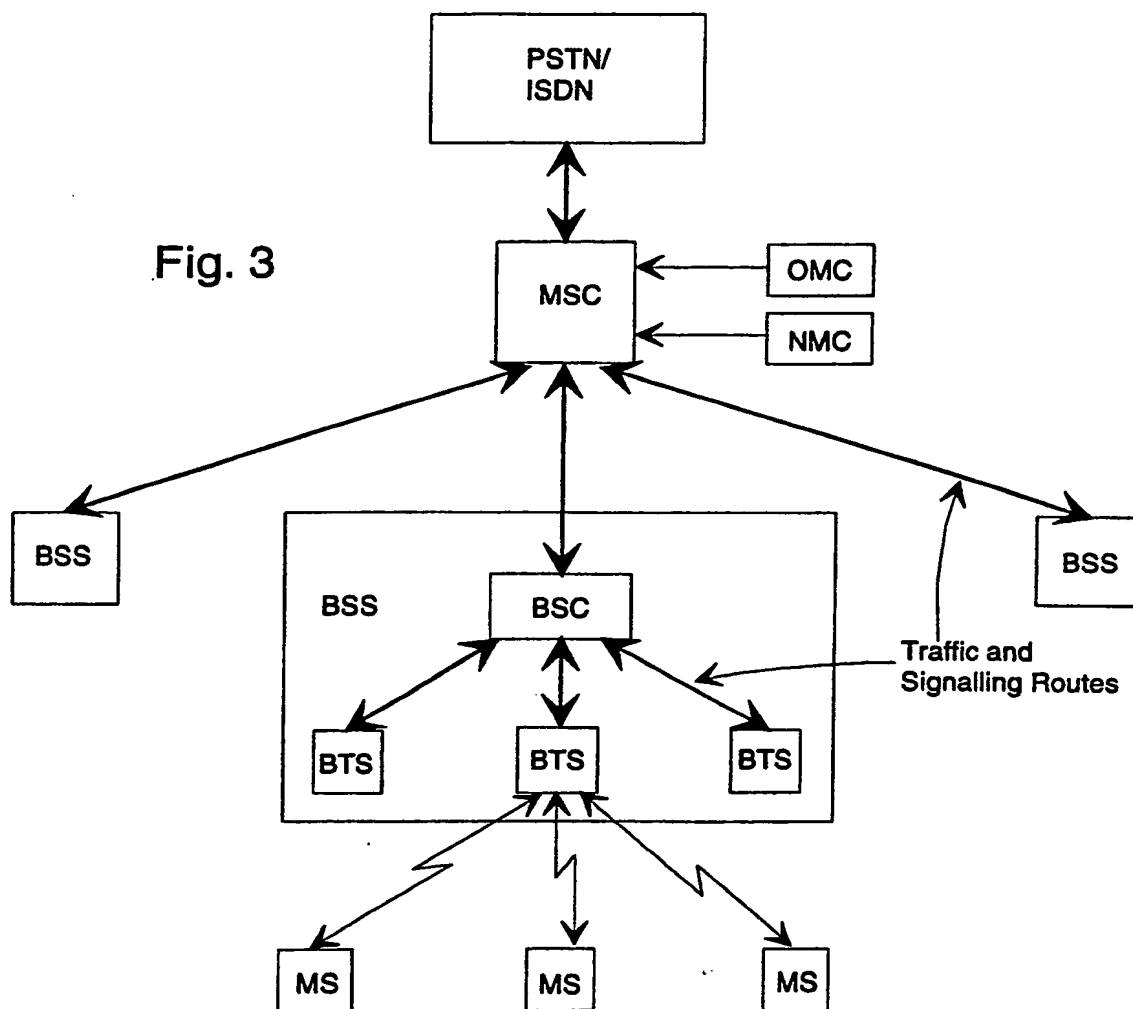 PSTN/
ISDN
Fig. 3
MSC
OMC
NMC
BSS
BSS
BSC
BSS
Traffic and
Signalling Routes
BTS
BTS
BTS
MS
MS
MS